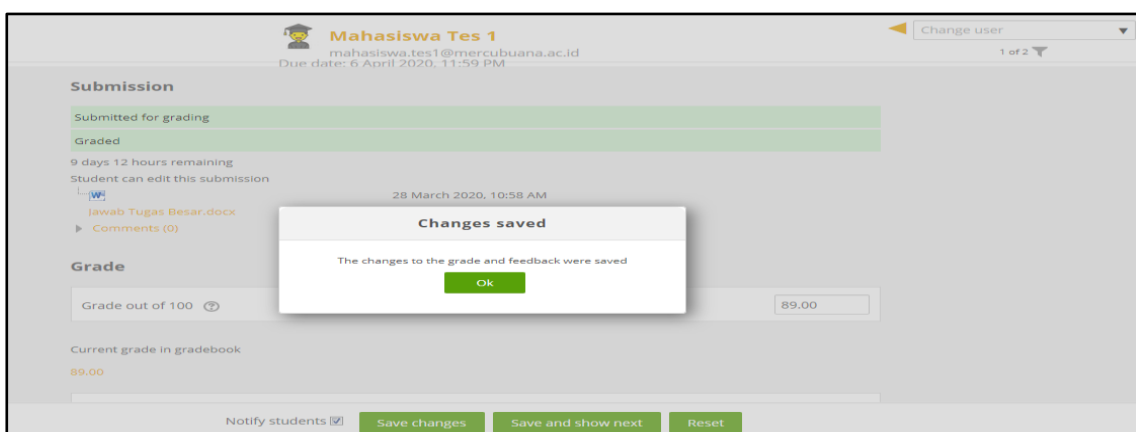 Mahasiswa Tes 1
Change user
mahasiswa.tes1@mercubuana.ac.id
1 of 2
Due date: 6 April 2020, 11:59 PM
Submission
Submitted for grading
Graded
9 days 12 hours remaining
Student can edit this submission
28 March 2020, 10:58 AM
Jawab Tugas Besar.docx
Comments (0)
Changes saved
The changes to the grade and feedback were saved
Ok
Grade
Grade out of 100
89.00
Current grade in gradebook
89.00
Notify students
Save changes
Save and show next
Reset